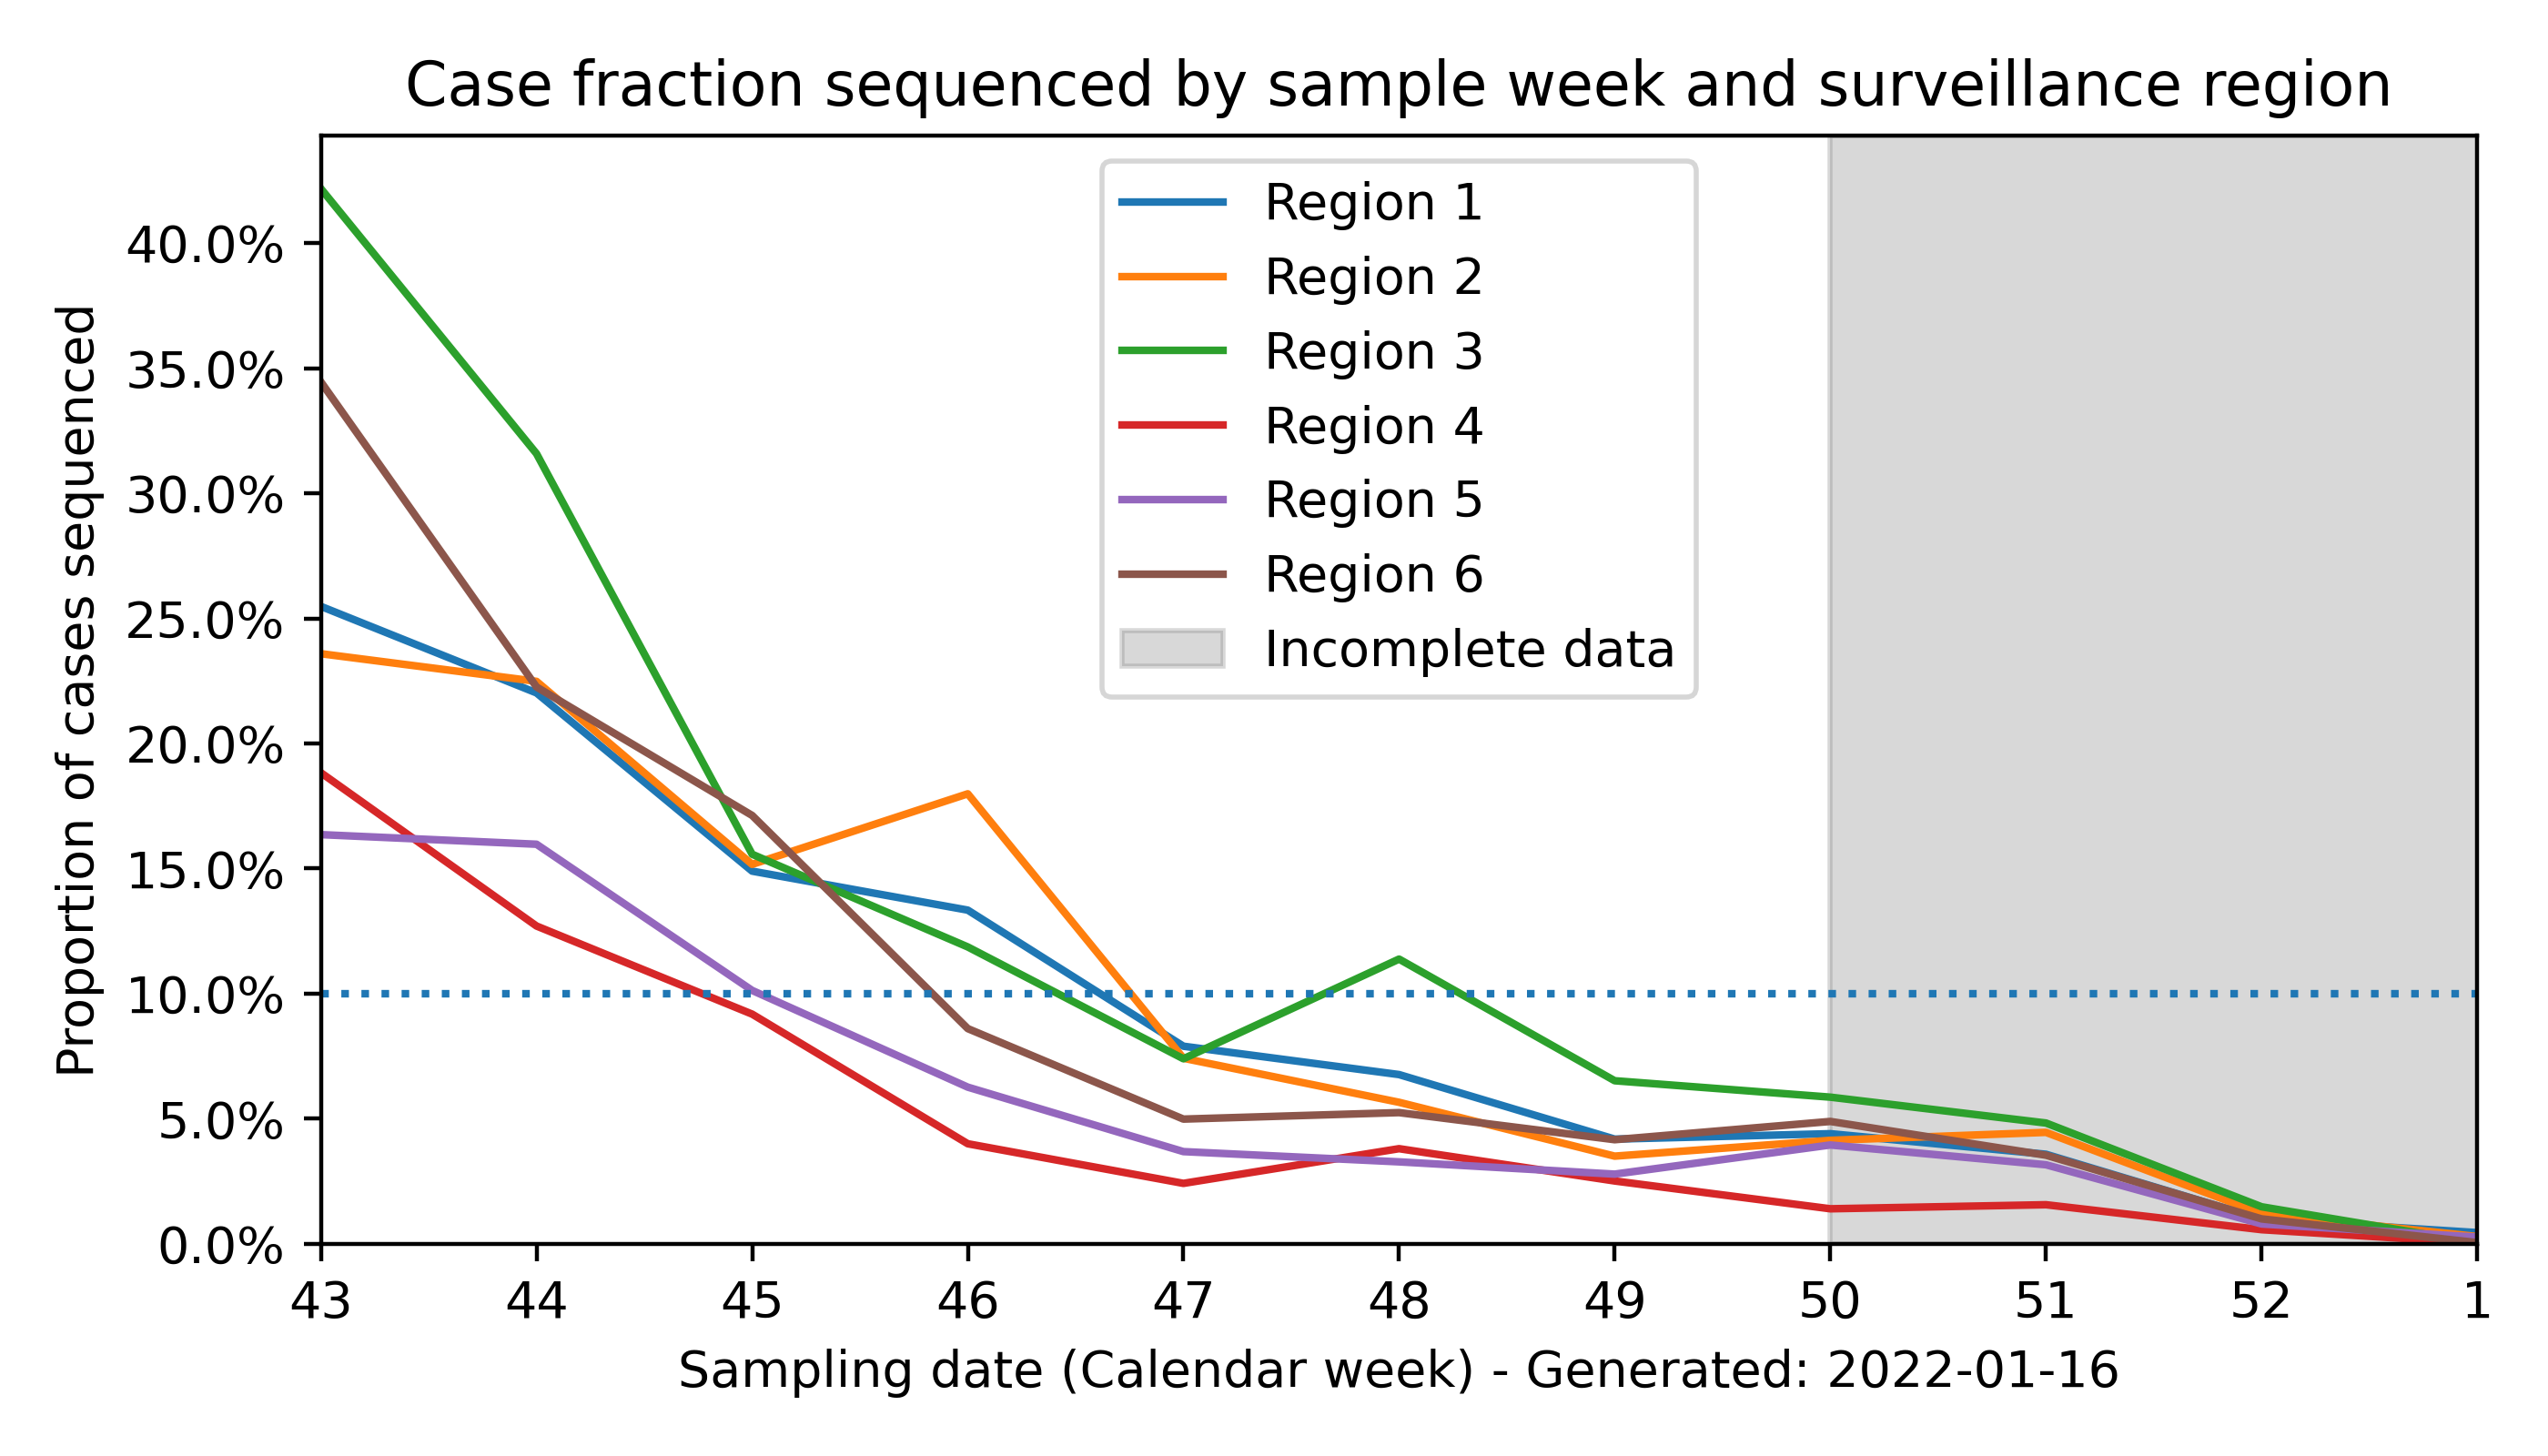 Case fraction sequenced by sample week and surveillance region
Proportion of cases sequenced
40.0%
35.0%
30.0%
25.0%
20.0%
15.0%
10.0%
5.0%
0.0%
Region 1
Region 2
Region 3
Region 4
Region 5
Region 6
Incomplete data
43 44 45 46 47 48 49 50 51 52 1
Sampling date (Calendar week) - Generated: 2022-01-16